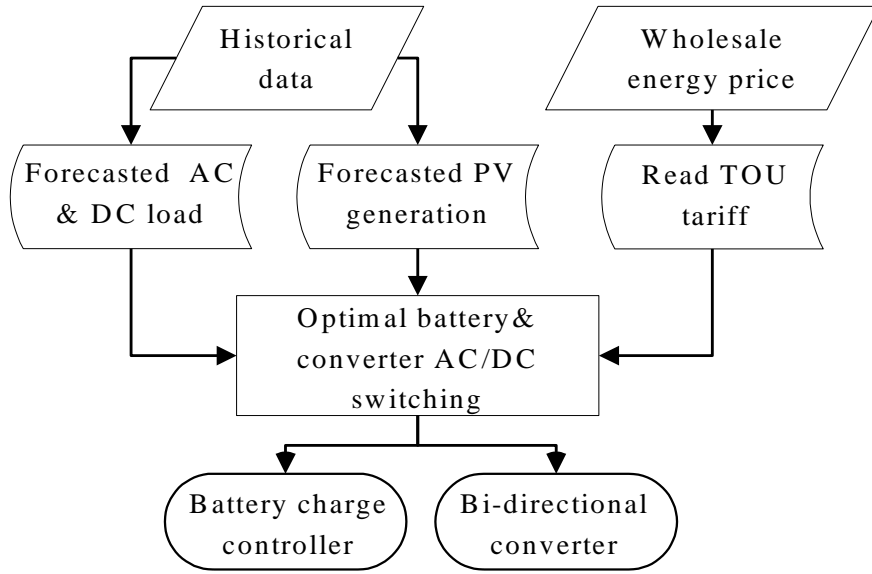 Historical
data
Wholesale
energy price
Forecasted AC
& DC load
Forecasted PV
generation
Read TOU
tariff
Optimal battery&
converter AC/DC
switching
Battery charge
controller
Bi-directional
converter